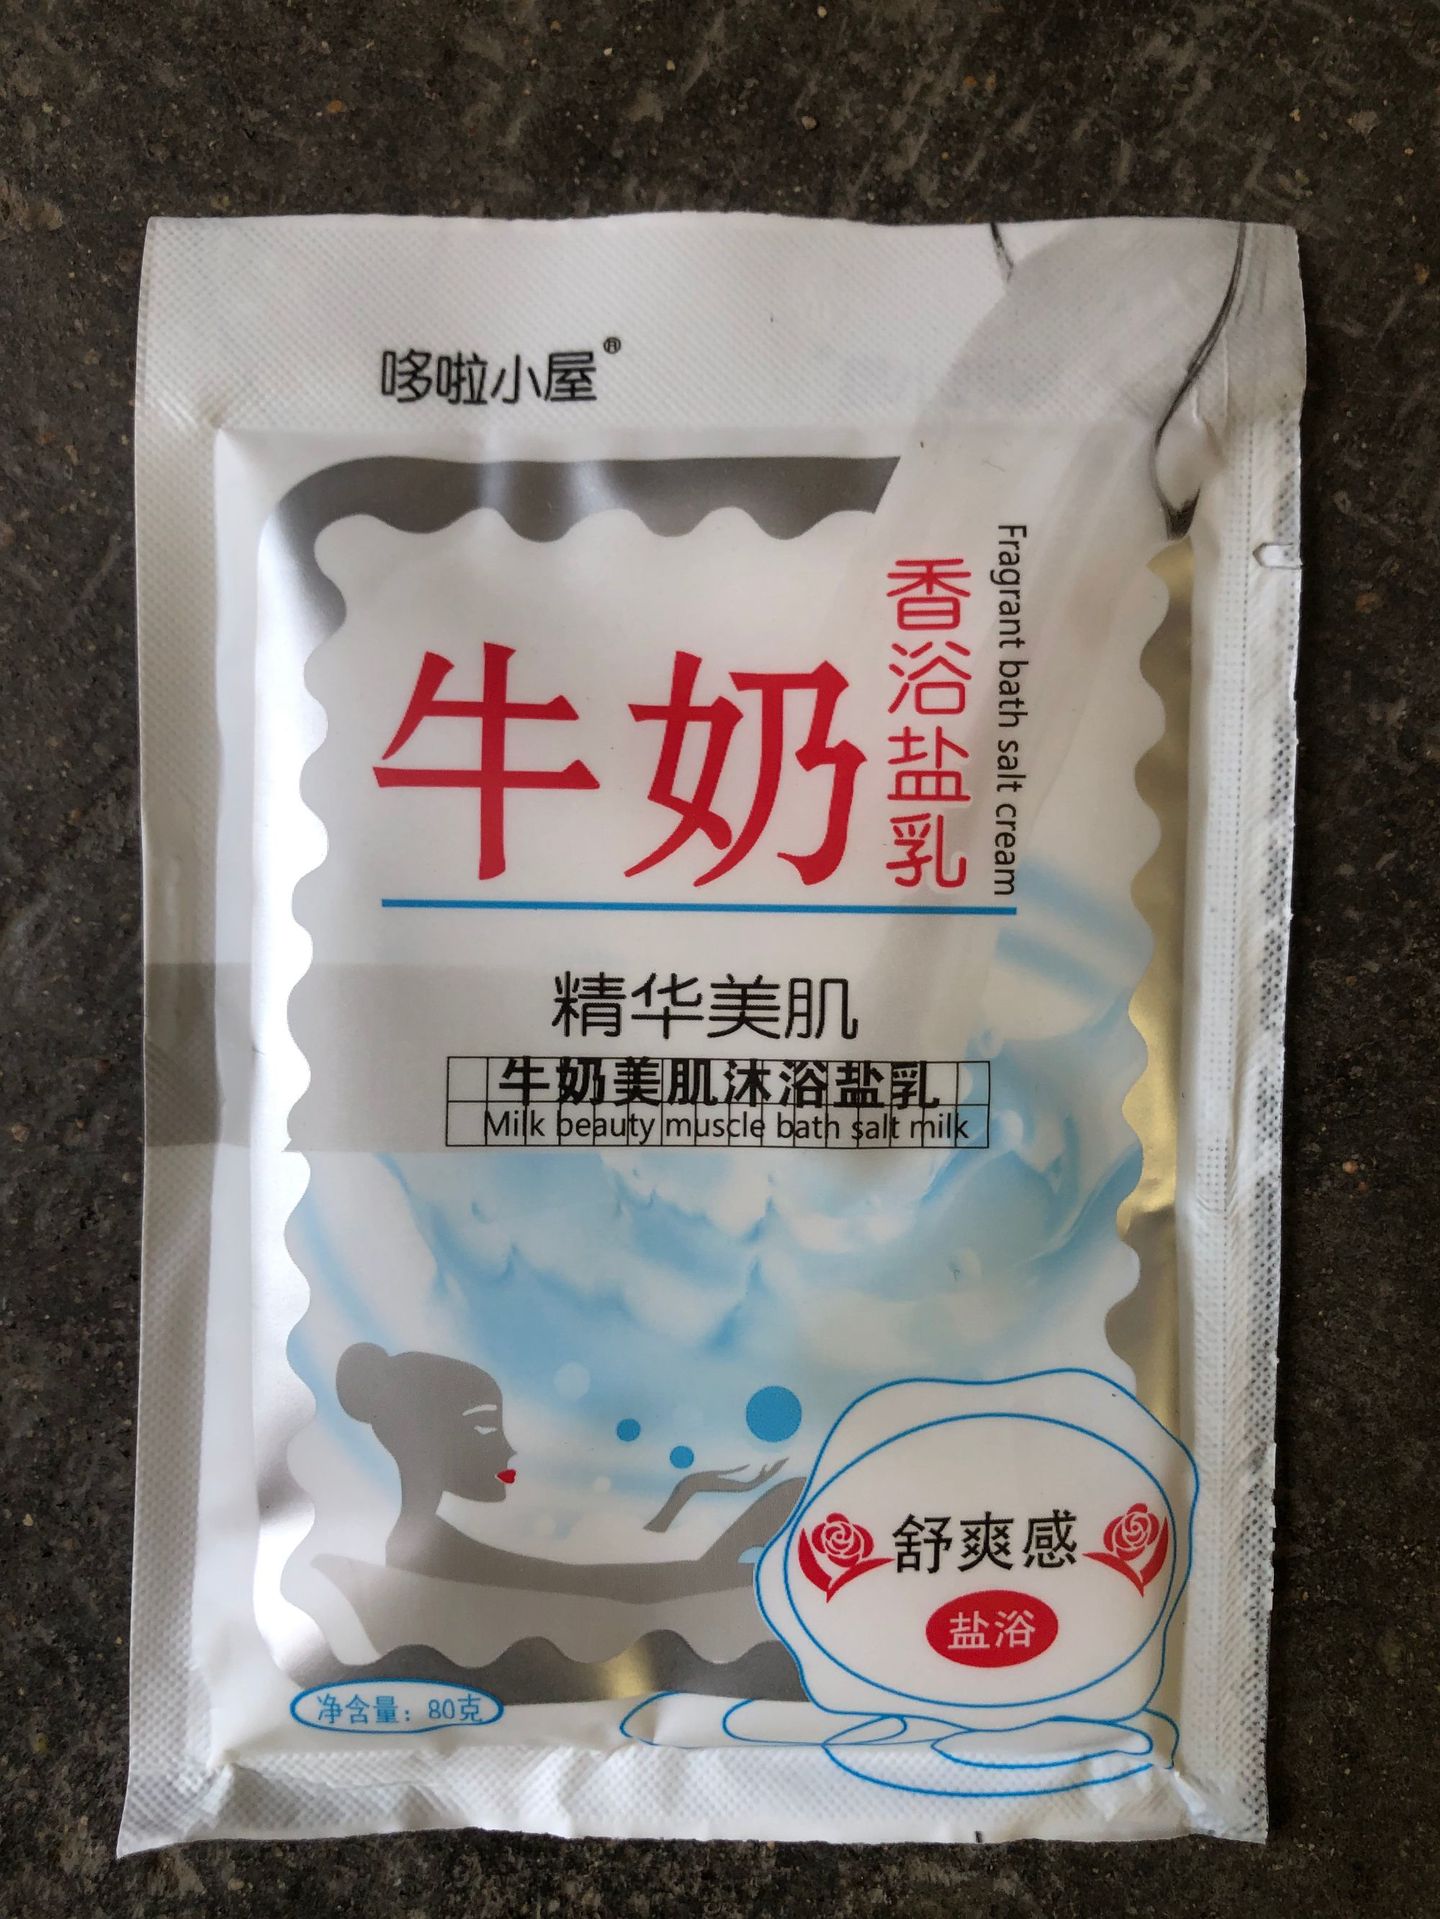 哆啦小屋®
牛奶
香浴盐乳
Fragrant bath salt cream
精华美肌
牛奶美肌沐浴盐乳
Milk beauty muscle bath salt milk
舒爽感
盐浴
净含量：80克